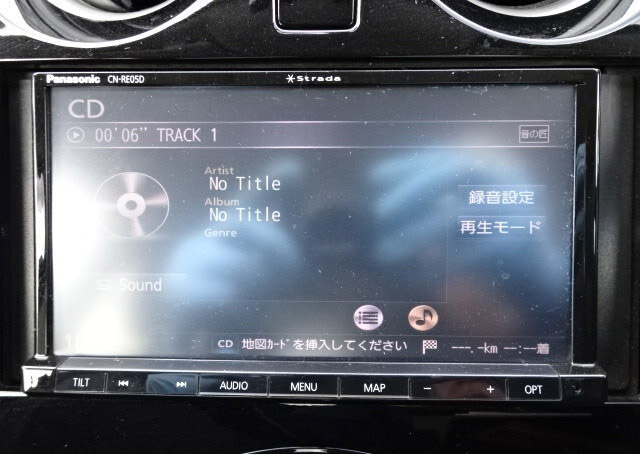 Panasonic CN-RE05D Strada
CD
00'06" TRACK 1 音の匠
Artist
No Title
Album
No Title
Genre
録音設定
再生モード
Sound
CD 地図ｶｰﾄﾞを挿入してください ---.-km --:--着
TILT AUDIO MENU MAP − + OPT